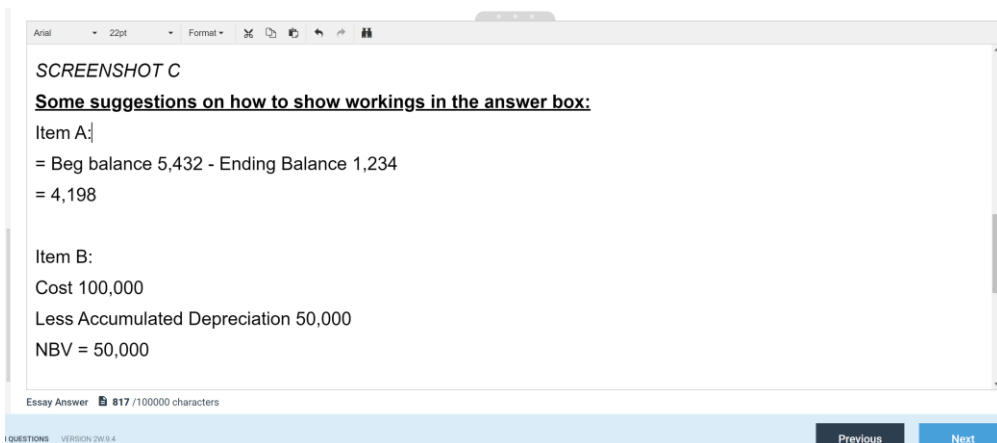 Arial 22pt Format
SCREENSHOT C
Some suggestions on how to show workings in the answer box:
Item A:
= Beg balance 5,432 - Ending Balance 1,234
= 4,198
Item B:
Cost 100,000
Less Accumulated Depreciation 50,000
NBV = 50,000
Essay Answer 817 /100000 characters
QUESTIONS VERSION 2W.9.4
Previous Next